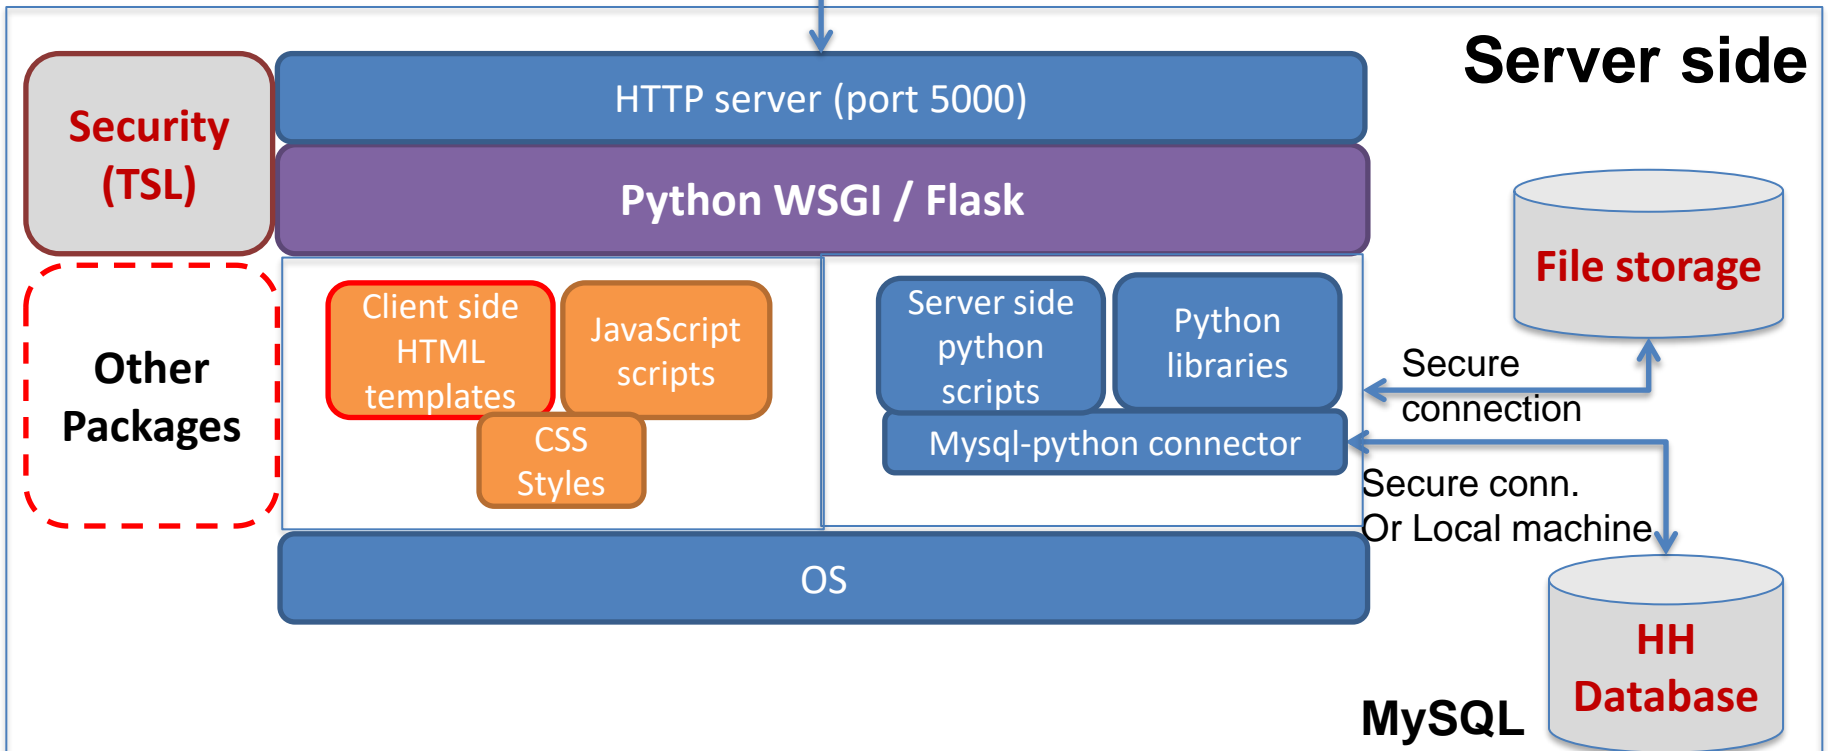 Server side
Security
(TSL)
HTTP server (port 5000)
Python WSGI / Flask
File storage
Other
Packages
Client side
HTML
templates
JavaScript
scripts
CSS
Styles
Server side
python
scripts
Python
libraries
Mysql-python connector
Secure
connection
Secure conn.
Or Local machine
OS
HH
Database
MySQL